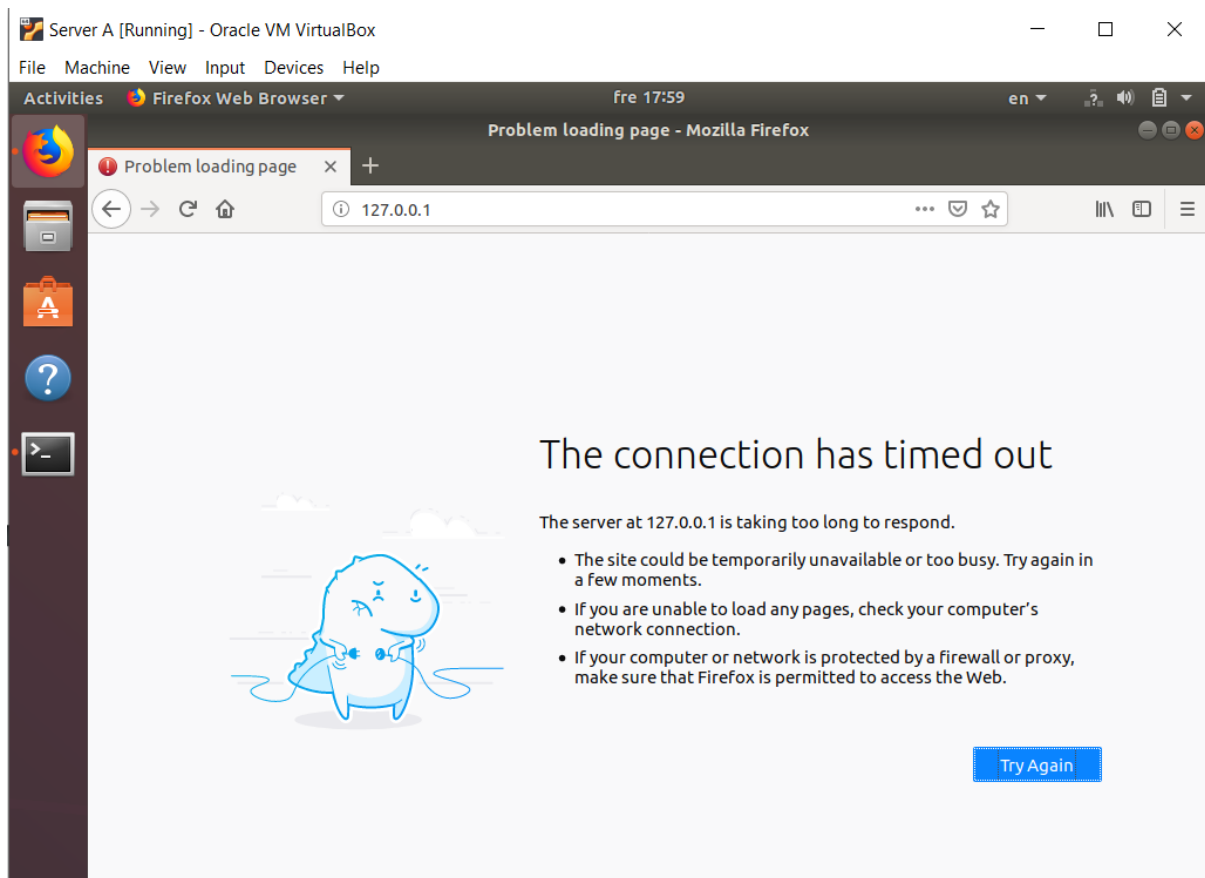 Server A [Running] - Oracle VM VirtualBox
File Machine View Input Devices Help
Activities Firefox Web Browser fre 17:59 en
Problem loading page - Mozilla Firefox
Problem loading page
127.0.0.1
The connection has timed out
The server at 127.0.0.1 is taking too long to respond.
• The site could be temporarily unavailable or too busy. Try again in
a few moments.
• If you are unable to load any pages, check your computer’s
network connection.
• If your computer or network is protected by a firewall or proxy,
make sure that Firefox is permitted to access the Web.
Try Again